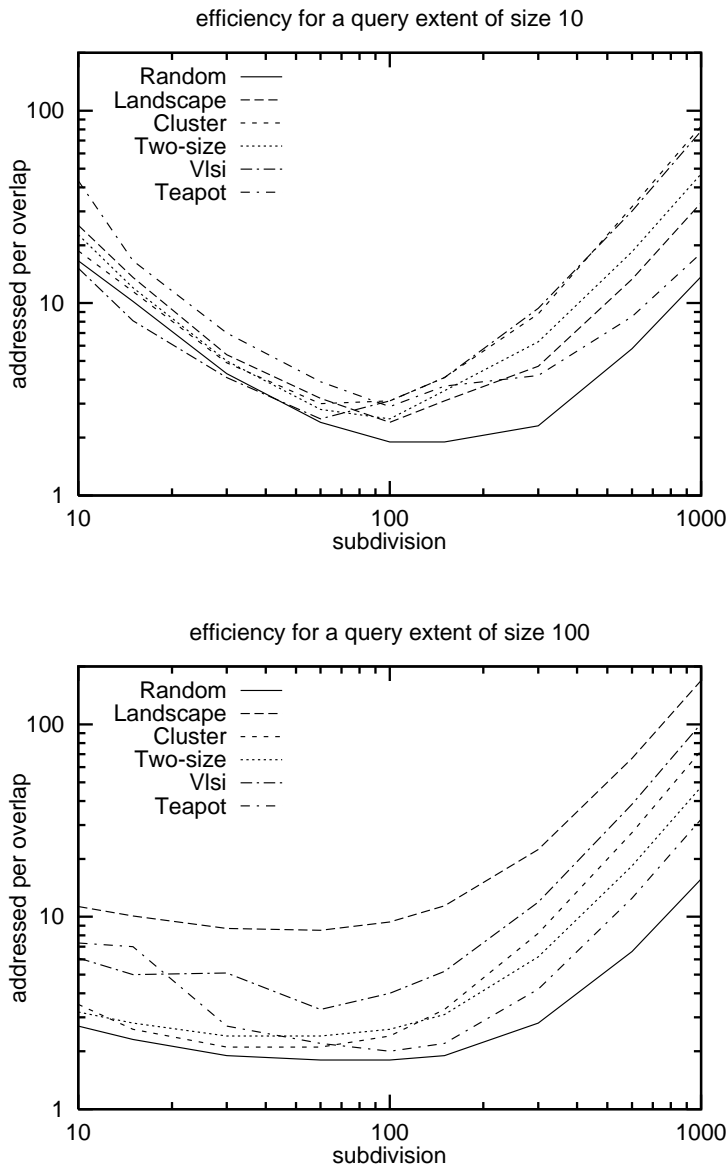 efficiency for a query extent of size 10
Random
Landscape
Cluster
Two-size
Vlsi
Teapot
100
10
1
addressed per overlap
10
100
1000
subdivision
efficiency for a query extent of size 100
Random
Landscape
Cluster
Two-size
Vlsi
Teapot
100
10
1
addressed per overlap
10
100
1000
subdivision